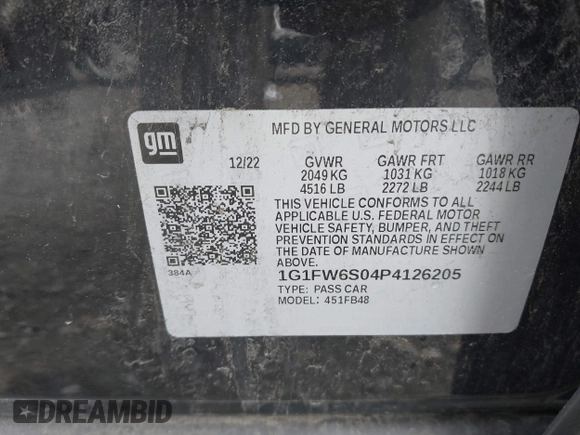 gm
MFD BY GENERAL MOTORS LLC
12/22 GVWR GAWR FRT GAWR RR
2049 KG 1031 KG 1018 KG
4516 LB 2272 LB 2244 LB
THIS VEHICLE CONFORMS TO ALL
APPLICABLE U.S. FEDERAL MOTOR
VEHICLE SAFETY, BUMPER, AND THEFT
PREVENTION STANDARDS IN EFFECT ON
THE DATE OF MANUFACTURE SHOWN
ABOVE.
384A
1G1FW6S04P4126205
TYPE: PASS CAR
MODEL: 451FB48
DREAMBID